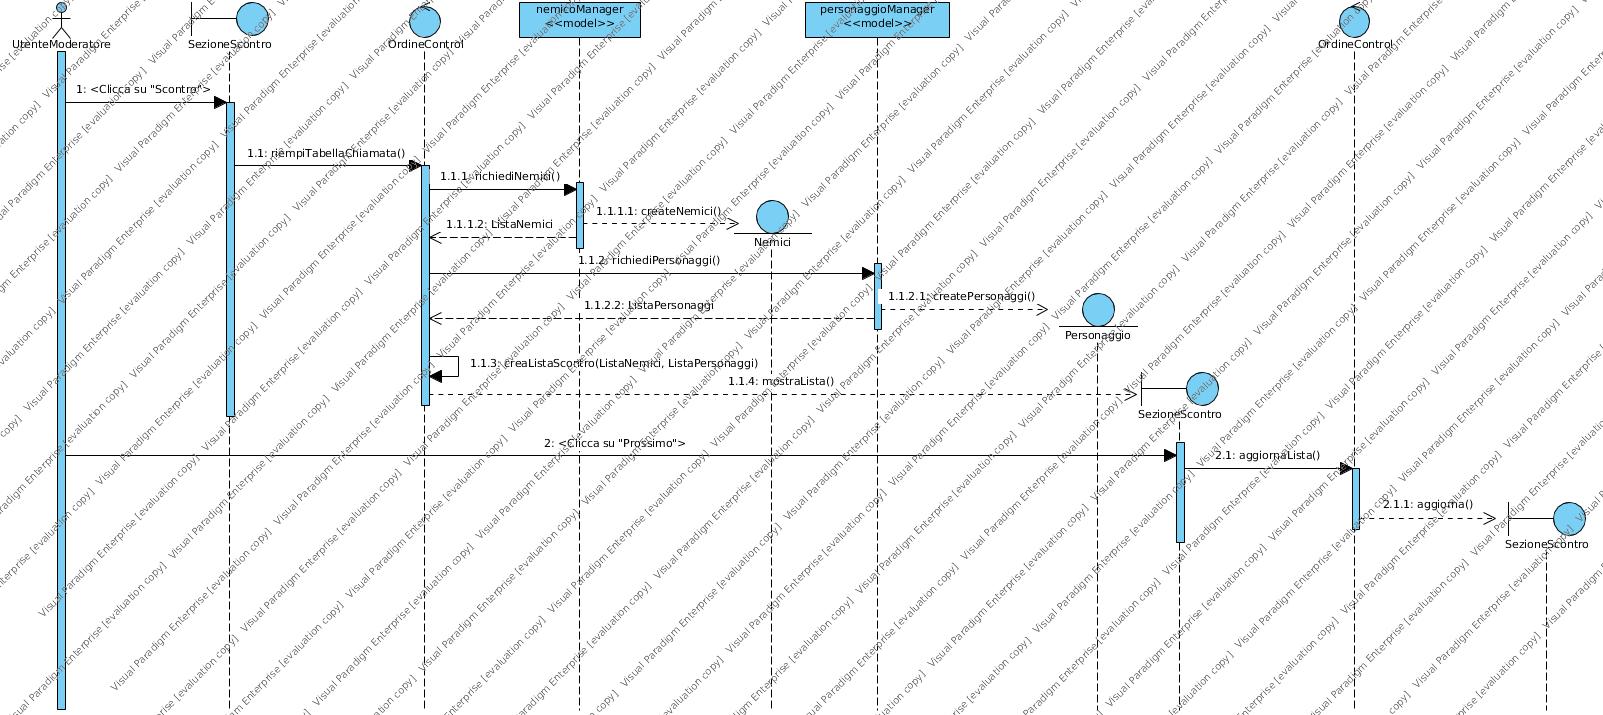 nemicoManager
<<model>>
personaggioManager
<<model>>
UtenteModeratore
SezioneScontro
OrdineControl
OrdineControl
1: <Clicca su "Scontro">
1.1: riempiTabellaChiamata()
1.1.1: richiediNemici()
1.1.1.1: createNemici()
1.1.1.2: ListaNemici
Nemici
1.1.2: richiediPersonaggi()
1.1.2.1: createPersonaggi()
1.1.2.2: ListaPersonaggi
Personaggio
1.1.3: creaListaScontro(ListaNemici, ListaPersonaggi)
1.1.4: mostraLista()
SezioneScontro
2: <Clicca su "Prossimo">
2.1: aggiornaLista()
2.1.1: aggiorna()
SezioneScontro
Visual Paradigm Enterprise [evaluation copy]